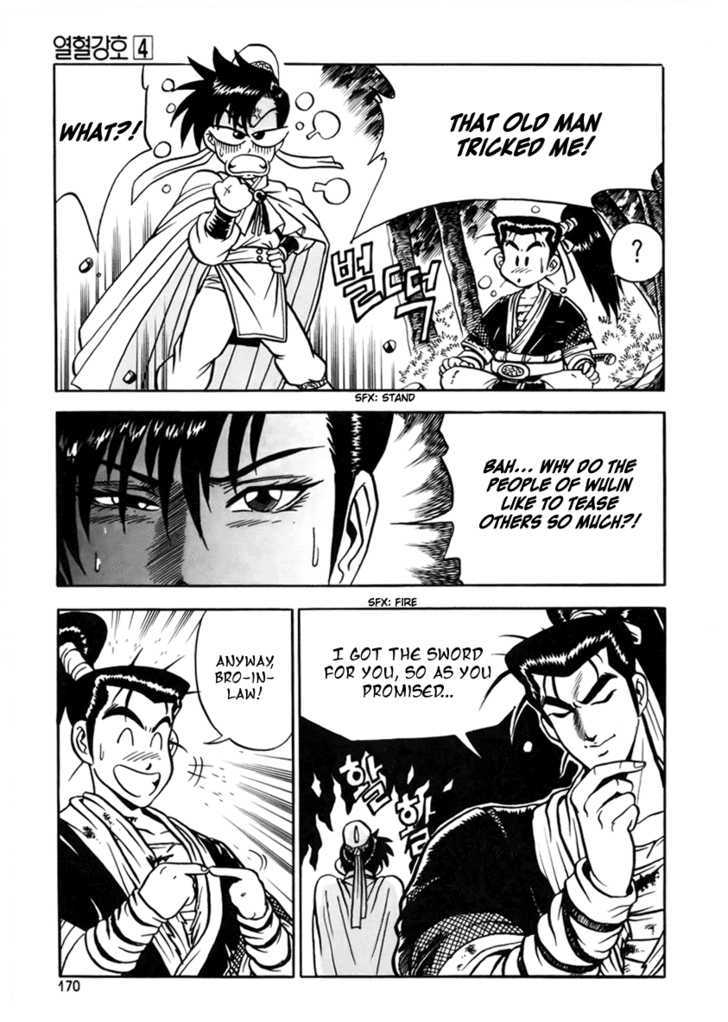 열혈강호 4
WHAT?!
THAT OLD MAN
TRICKED ME!
벌떡
?
SFX: STAND
BAH... WHY DO THE
PEOPLE OF WULIN
LIKE TO TEASE
OTHERS SO MUCH?!
SFX: FIRE
ANYWAY,
BRO-IN-
LAW!
I GOT THE SWORD
FOR YOU, SO AS YOU
PROMISED...
활
활
170